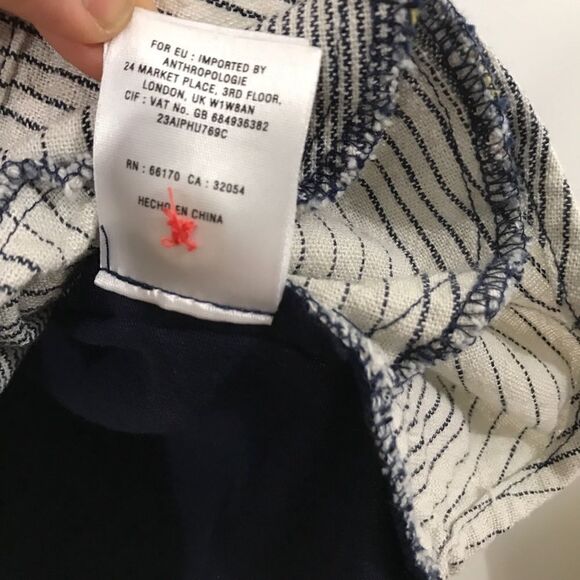 FOR EU : IMPORTED BY
ANTHROPOLOGIE
24 MARKET PLACE, 3RD FLOOR,
LONDON, UK W1W8AN
CIF : VAT No. GB 684936382
23AIPHU769C
RN : 66170 CA : 32054
HECHO EN CHINA